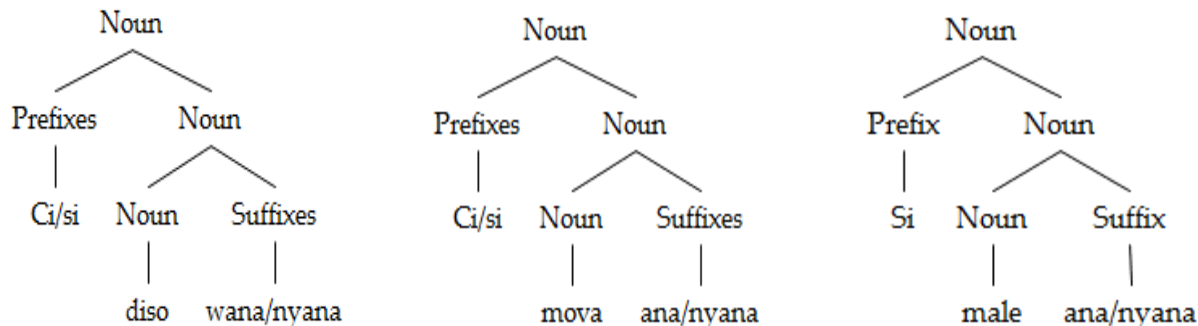 Noun
Prefixes Noun
Ci/si Noun Suffixes
diso wana/nyana
Noun
Prefixes Noun
Ci/si Noun Suffixes
mova ana/nyana
Noun
Prefix Noun
Si Noun Suffix
male ana/nyana